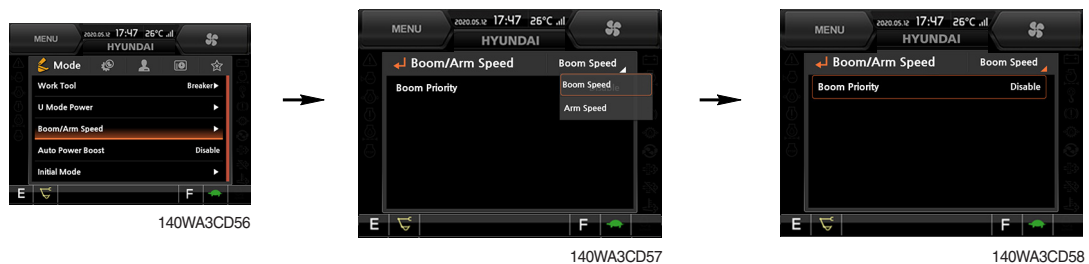 MENU
2020.05.12 17:47 26°C
HYUNDAI
Mode
Work Tool Breaker▶
U Mode Power ▶
Boom/Arm Speed ▶
Auto Power Boost Disable
Initial Mode ▶
E F
140WA3CD56
MENU
2020.05.12 17:47 26°C
HYUNDAI
Boom/Arm Speed Boom Speed
Boom Priority
Boom Speed
Arm Speed
E F
140WA3CD57
MENU
2020.05.12 17:47 26°C
HYUNDAI
Boom/Arm Speed Boom Speed
Boom Priority Disable
E F
140WA3CD58